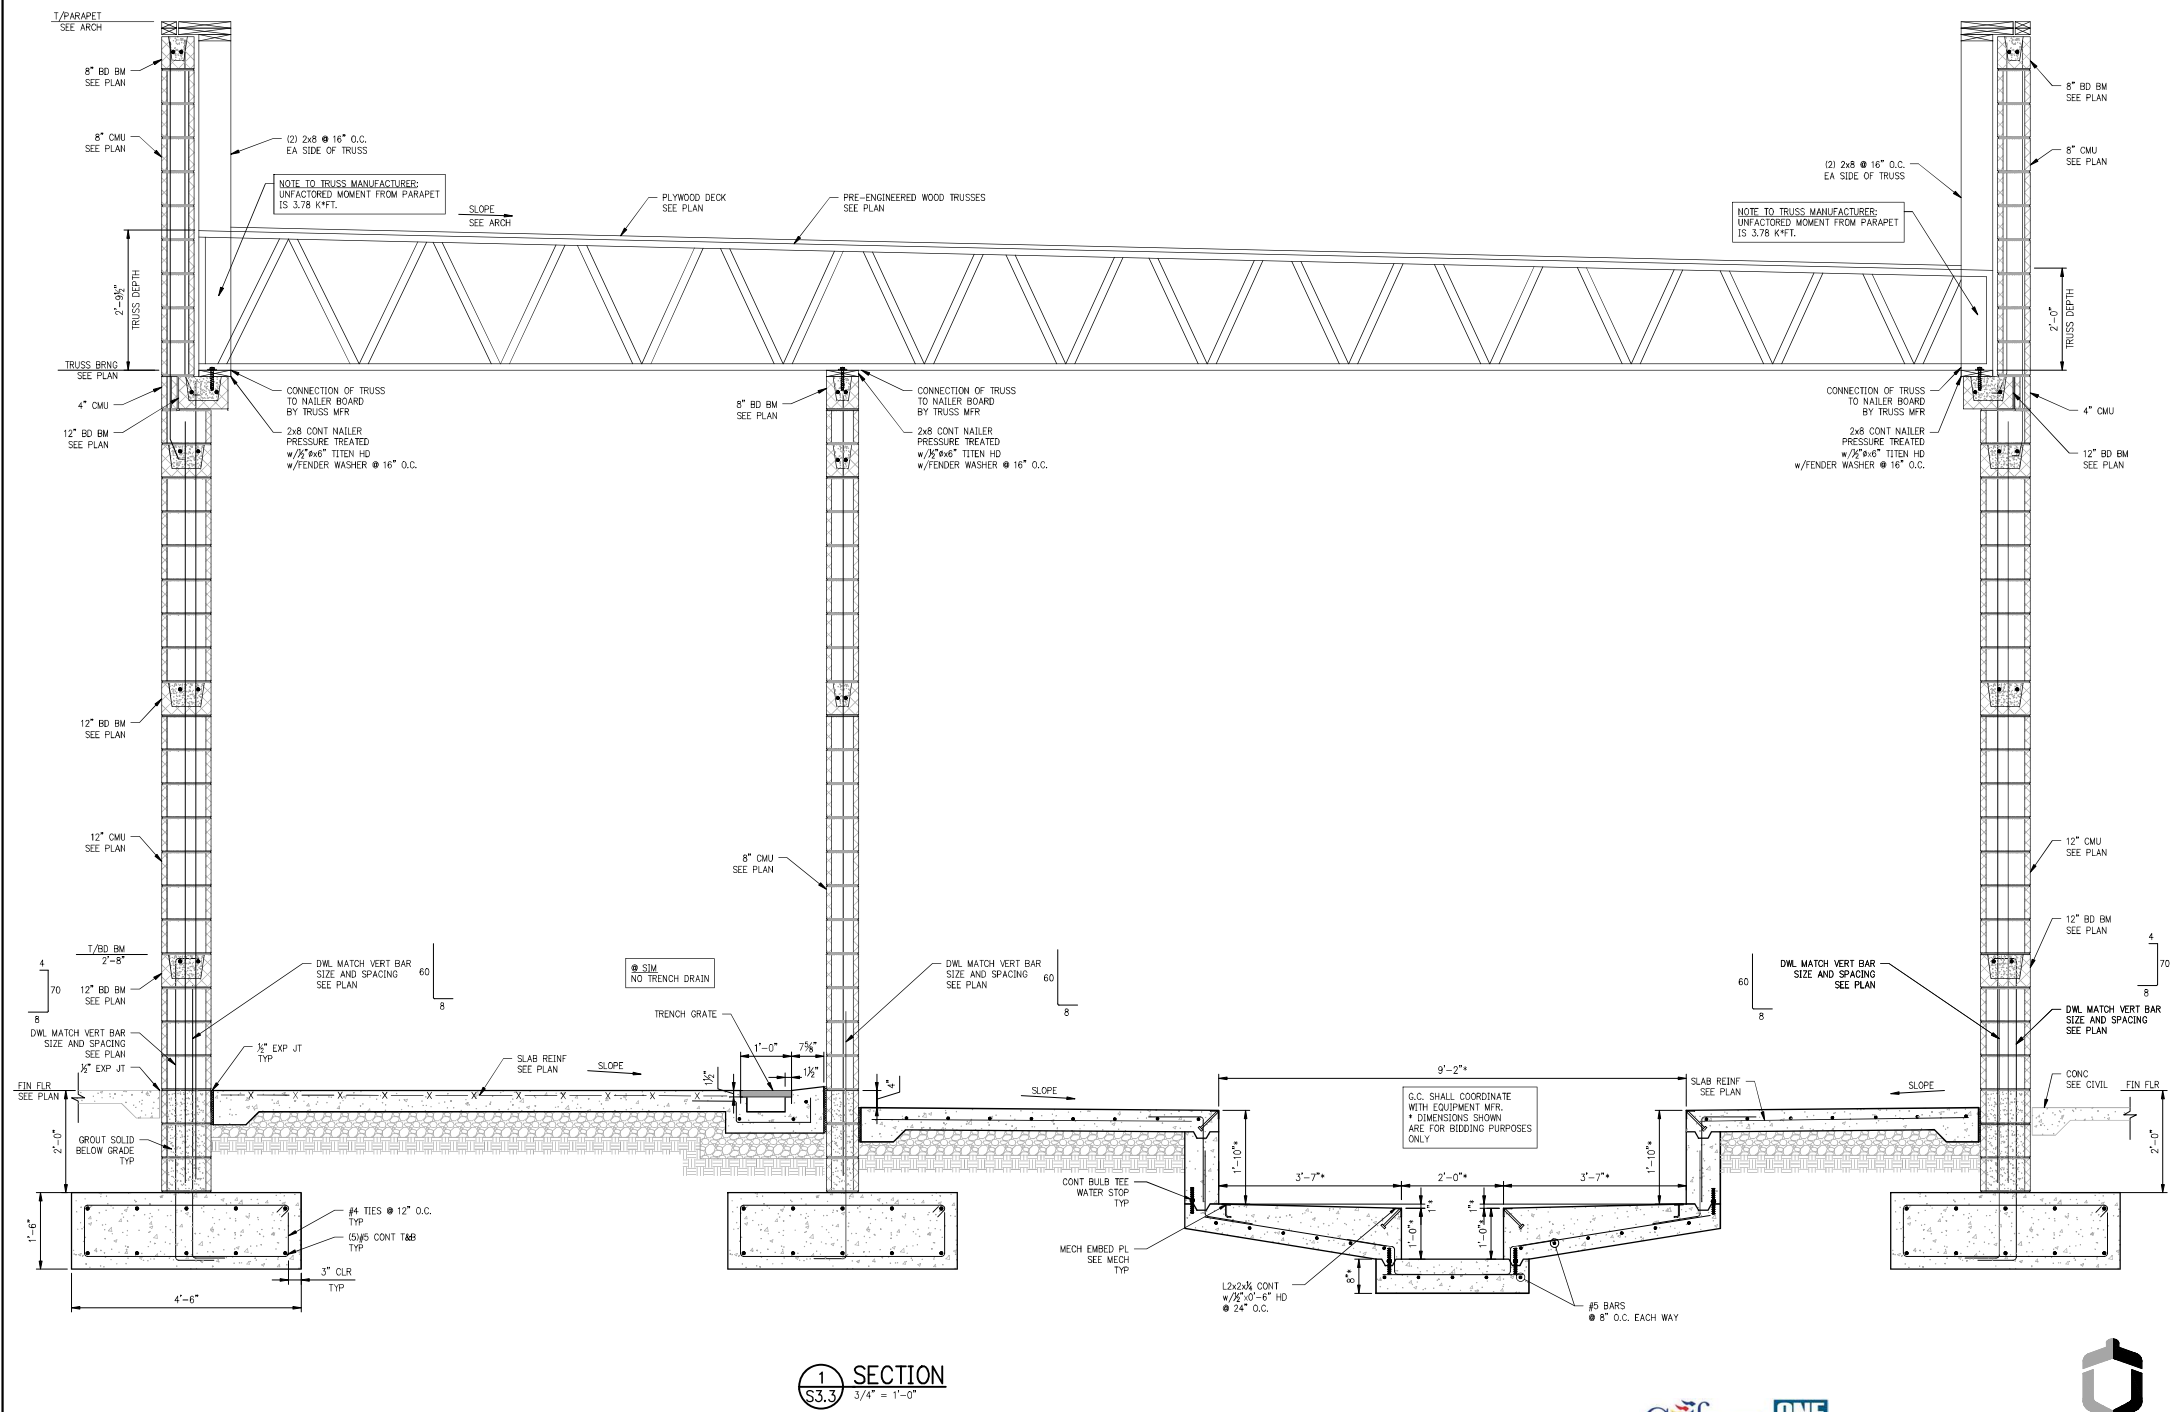 T/PARAPET
SEE ARCH
8" BD BM
SEE PLAN
8" CMU
SEE PLAN
(2) 2x8 @ 16" O.C.
EA SIDE OF TRUSS
NOTE TO TRUSS MANUFACTURER:
UNFACTORED MOMENT FROM PARAPET
IS 3.78 K*FT.
SLOPE
SEE ARCH
PLYWOOD DECK
SEE PLAN
PRE-ENGINEERED WOOD TRUSSES
SEE PLAN
8" BD BM
SEE PLAN
8" CMU
SEE PLAN
(2) 2x8 @ 16" O.C.
EA SIDE OF TRUSS
NOTE TO TRUSS MANUFACTURER:
UNFACTORED MOMENT FROM PARAPET
IS 3.78 K*FT.
2'-9½"
TRUSS DEPTH
2'-0"
TRUSS DEPTH
TRUSS BRNG
SEE PLAN
4" CMU
12" BD BM
SEE PLAN
CONNECTION OF TRUSS
TO NAILER BOARD
BY TRUSS MFR
2x8 CONT NAILER
PRESSURE TREATED
w/½"øx6" TITEN HD
w/FENDER WASHER @ 16" O.C.
8" BD BM
SEE PLAN
CONNECTION OF TRUSS
TO NAILER BOARD
BY TRUSS MFR
2x8 CONT NAILER
PRESSURE TREATED
w/½"øx6" TITEN HD
w/FENDER WASHER @ 16" O.C.
CONNECTION OF TRUSS
TO NAILER BOARD
BY TRUSS MFR
2x8 CONT NAILER
PRESSURE TREATED
w/½"øx6" TITEN HD
w/FENDER WASHER @ 16" O.C.
4" CMU
12" BD BM
SEE PLAN
12" BD BM
SEE PLAN
12" CMU
SEE PLAN
8" CMU
SEE PLAN
12" CMU
SEE PLAN
12" BD BM
SEE PLAN
T/BD BM
2'-8"
12" BD BM
SEE PLAN
4
70
8
DWL MATCH VERT BAR
SIZE AND SPACING
SEE PLAN
½" EXP JT
DWL MATCH VERT BAR
SIZE AND SPACING
SEE PLAN
60
8
½" EXP JT
TYP
@ SIM
NO TRENCH DRAIN
TRENCH GRATE
SLAB REINF
SEE PLAN
SLOPE
1'-0"
7⅝"
1½"
1½"
4"
DWL MATCH VERT BAR
SIZE AND SPACING
SEE PLAN
60
8
SLOPE
9'-2"*
G.C. SHALL COORDINATE
WITH EQUIPMENT MFR.
* DIMENSIONS SHOWN
ARE FOR BIDDING PURPOSES
ONLY
60
8
DWL MATCH VERT BAR
SIZE AND SPACING
SEE PLAN
4
70
8
DWL MATCH VERT BAR
SIZE AND SPACING
SEE PLAN
SLAB REINF
SEE PLAN
SLOPE
CONC
SEE CIVIL
FIN FLR
FIN FLR
SEE PLAN
2'-0"
2'-0"
GROUT SOLID
BELOW GRADE
TYP
1'-6"
#4 TIES @ 12" O.C.
TYP
(5)#5 CONT T&B
TYP
3" CLR
TYP
4'-6"
1'-10"*
1'-10"*
3'-7"*
2'-0"*
3'-7"*
1"*
1"*
1'-0"*
1'-0"*
8"*
CONT BULB TEE
WATER STOP
TYP
MECH EMBED PL
SEE MECH
TYP
L2x2x¼ CONT
w/½"x0'-6" HD
@ 24" O.C.
#5 BARS
@ 8" O.C. EACH WAY
1
S3.3
SECTION
3/4" = 1'-0"
ONE